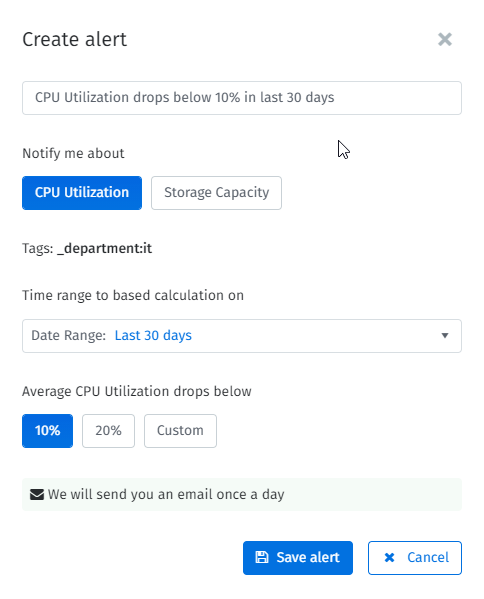 Create alert
CPU Utilization drops below 10% in last 30 days
Notify me about
CPU Utilization Storage Capacity
Tags: _department:it
Time range to based calculation on
Date Range: Last 30 days
Average CPU Utilization drops below
10% 20% Custom
We will send you an email once a day
Save alert Cancel